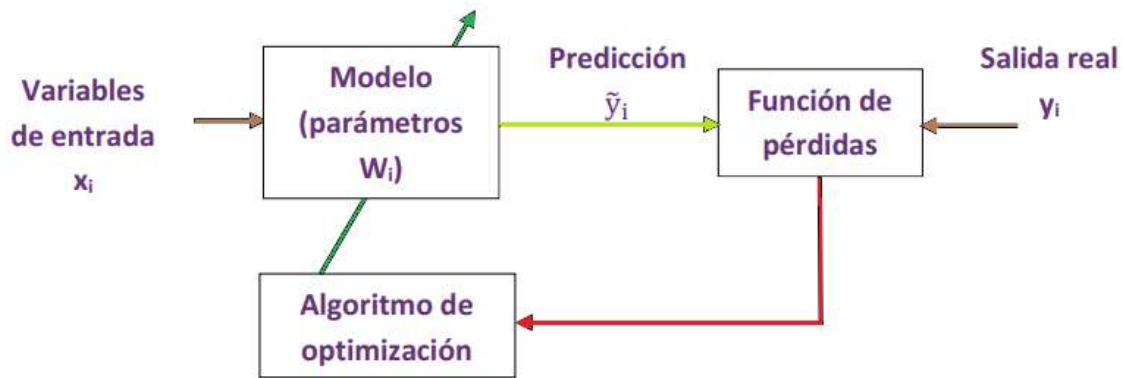 Variables
de entrada
xᵢ
Modelo
(parámetros
Wᵢ)
Predicción
ỹᵢ
Función de
pérdidas
Salida real
yᵢ
Algoritmo de
optimización